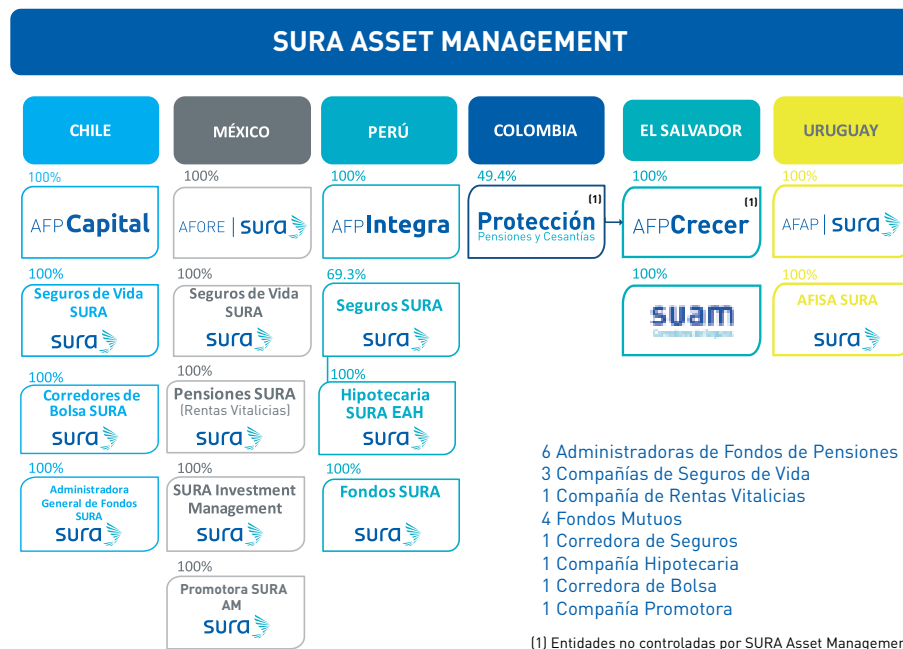 SURA ASSET MANAGEMENT
CHILE
MÉXICO
PERÚ
COLOMBIA
EL SALVADOR
URUGUAY
100%
100%
100%
49.4%
100%
100%
AFP Capital
AFORE | sura
AFP Integra
(1)
Protección
Pensiones y Cesantías
(1)
AFP Crecer
AFAP | sura
100%
100%
69.3%
100%
100%
Seguros de Vida
SURA
sura
Seguros de Vida
SURA
sura
Seguros SURA
sura
suam
Corredores de Seguros
AFISA SURA
sura
100%
100%
100%
Corredores de
Bolsa SURA
sura
Pensiones SURA
(Rentas Vitalicias)
sura
Hipotecaria
SURA EAH
sura
100%
100%
100%
Administradora
General de Fondos
SURA
sura
SURA Investment
Management
sura
Fondos SURA
sura
100%
Promotora SURA
AM
sura
6 Administradoras de Fondos de Pensiones
3 Compañías de Seguros de Vida
1 Compañía de Rentas Vitalicias
4 Fondos Mutuos
1 Corredora de Seguros
1 Compañía Hipotecaria
1 Corredora de Bolsa
1 Compañía Promotora
(1) Entidades no controladas por SURA Asset Managemen